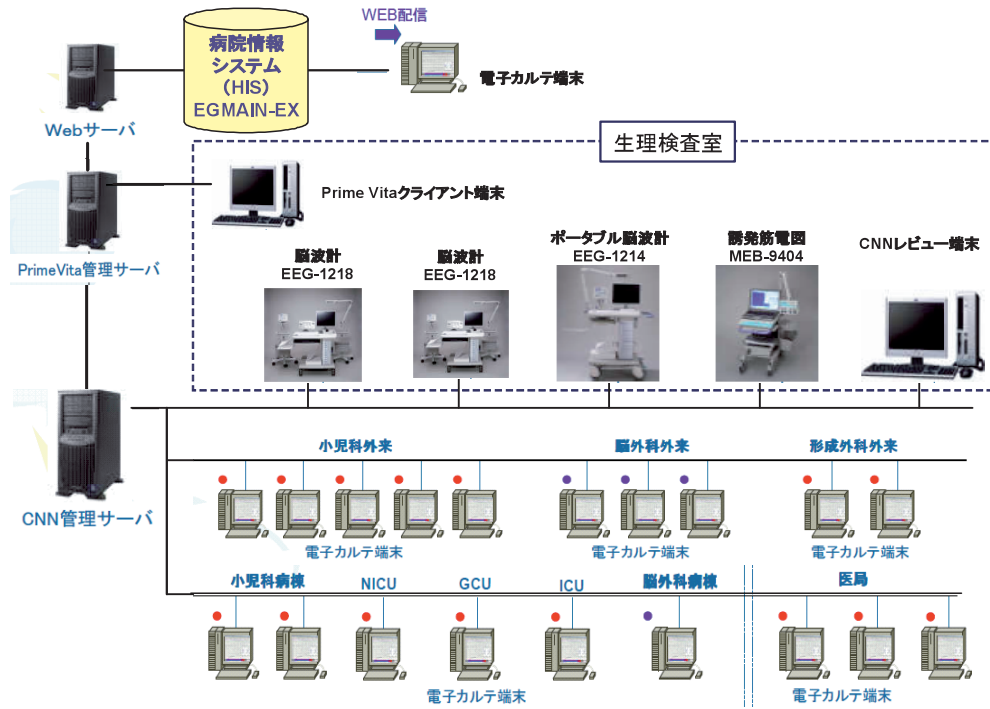 WEB配信
病院情報
システム
（HIS）
EGMAIN-EX
電子カルテ端末
Webサーバ
生理検査室
Prime Vitaクライアント端末
PrimeVita管理サーバ
脳波計
EEG-1218
脳波計
EEG-1218
ポータブル脳波計
EEG-1214
誘発筋電図
MEB-9404
CNNレビュー端末
CNN管理サーバ
小児科外来
脳外科外来
形成外科外来
電子カルテ端末
電子カルテ端末
電子カルテ端末
小児科病棟
NICU
GCU
ICU
脳外科病棟
医局
電子カルテ端末
電子カルテ端末